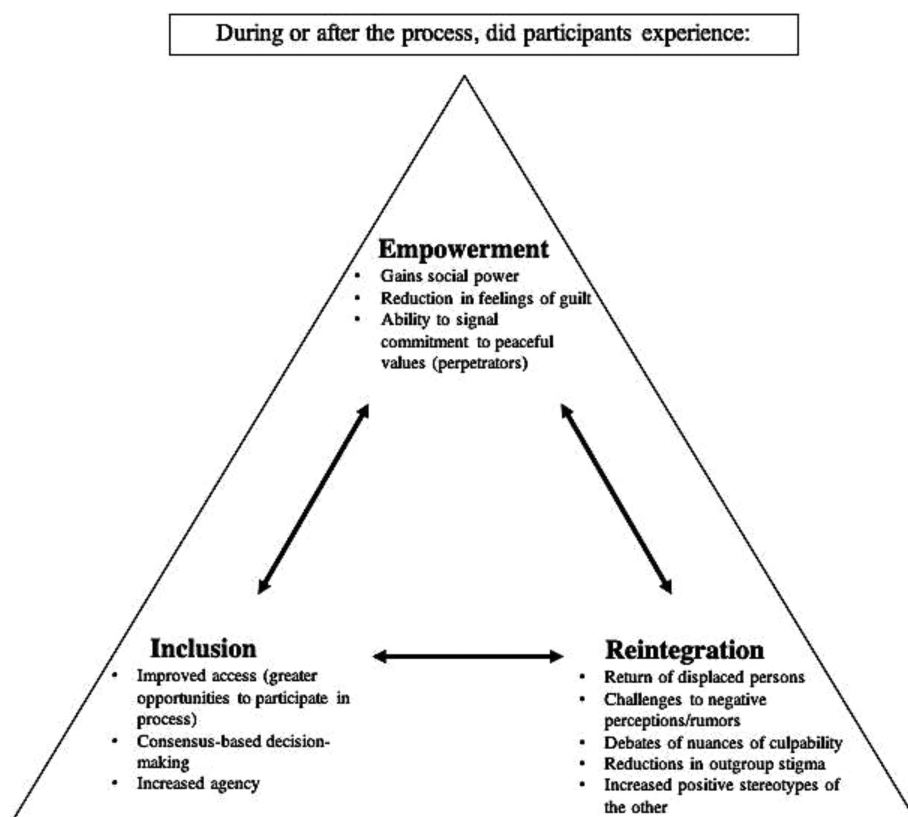 During or after the process, did participants experience:
Empowerment
• Gains social power
• Reduction in feelings of guilt
• Ability to signal
commitment to peaceful
values (perpetrators)
Inclusion
• Improved access (greater
opportunities to participate in
process)
• Consensus-based decision-
making
• Increased agency
Reintegration
• Return of displaced persons
• Challenges to negative
perceptions/rumors
• Debates of nuances of culpability
• Reductions in outgroup stigma
• Increased positive stereotypes of
the other